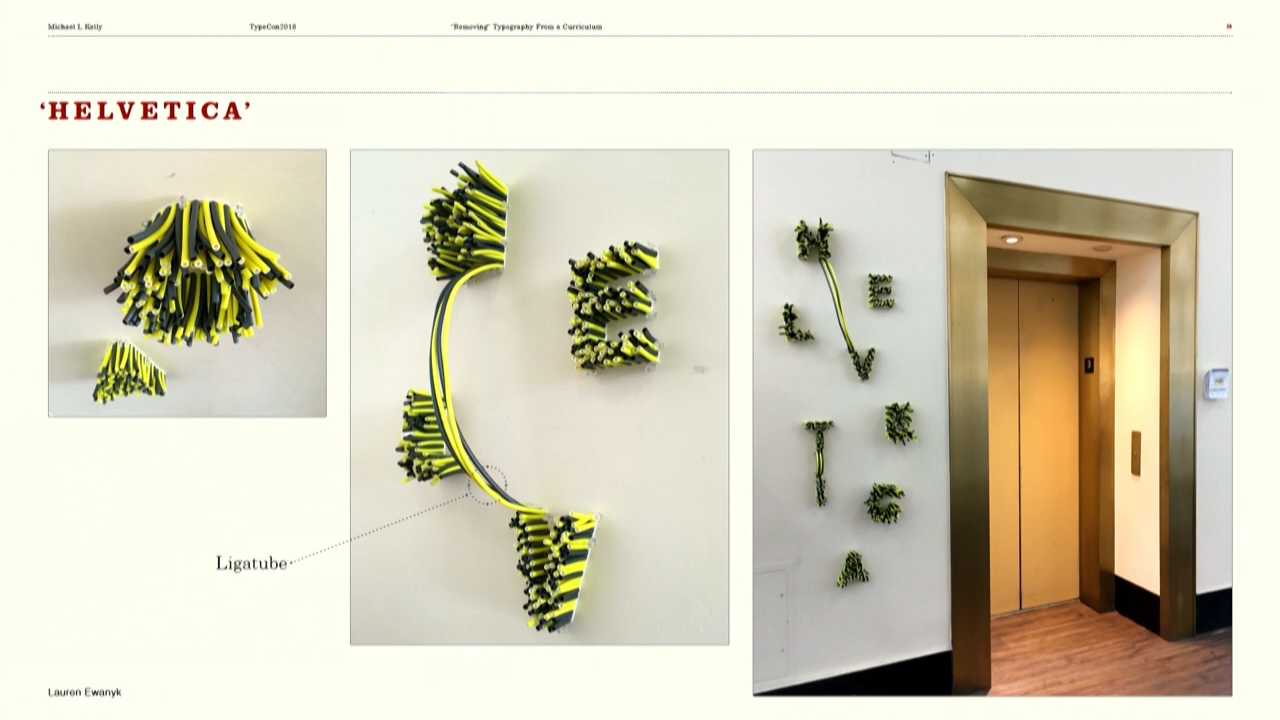 Michael L Kelly
TypeCon2016
"Removing" Typography From a Curriculum
'HELVETICA'
E
V
H
E
L
V
E
T
C
A
Ligatube
Lauren Ewanyk